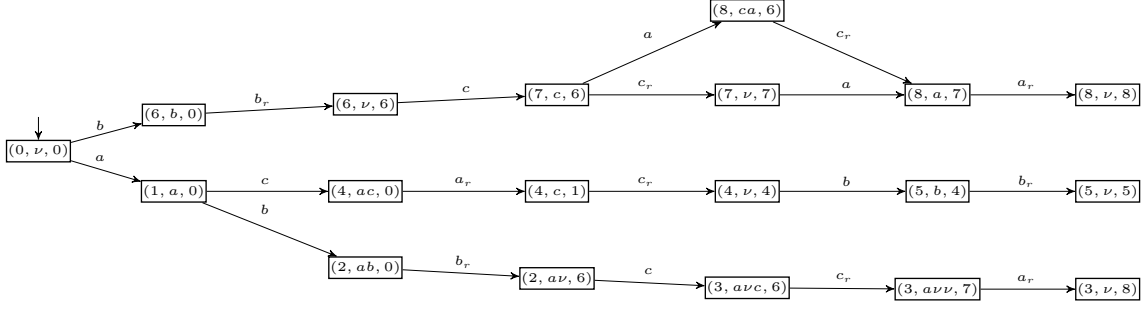 (8, ca, 6)
a
c_r
(6, b, 0)
b_r
(6, ν, 6)
c
(7, c, 6)
c_r
(7, ν, 7)
a
(8, a, 7)
a_r
(8, ν, 8)
b
(0, ν, 0)
a
(1, a, 0)
c
(4, ac, 0)
a_r
(4, c, 1)
c_r
(4, ν, 4)
b
(5, b, 4)
b_r
(5, ν, 5)
b
(2, ab, 0)
b_r
(2, aν, 6)
c
(3, aνc, 6)
c_r
(3, aνν, 7)
a_r
(3, ν, 8)